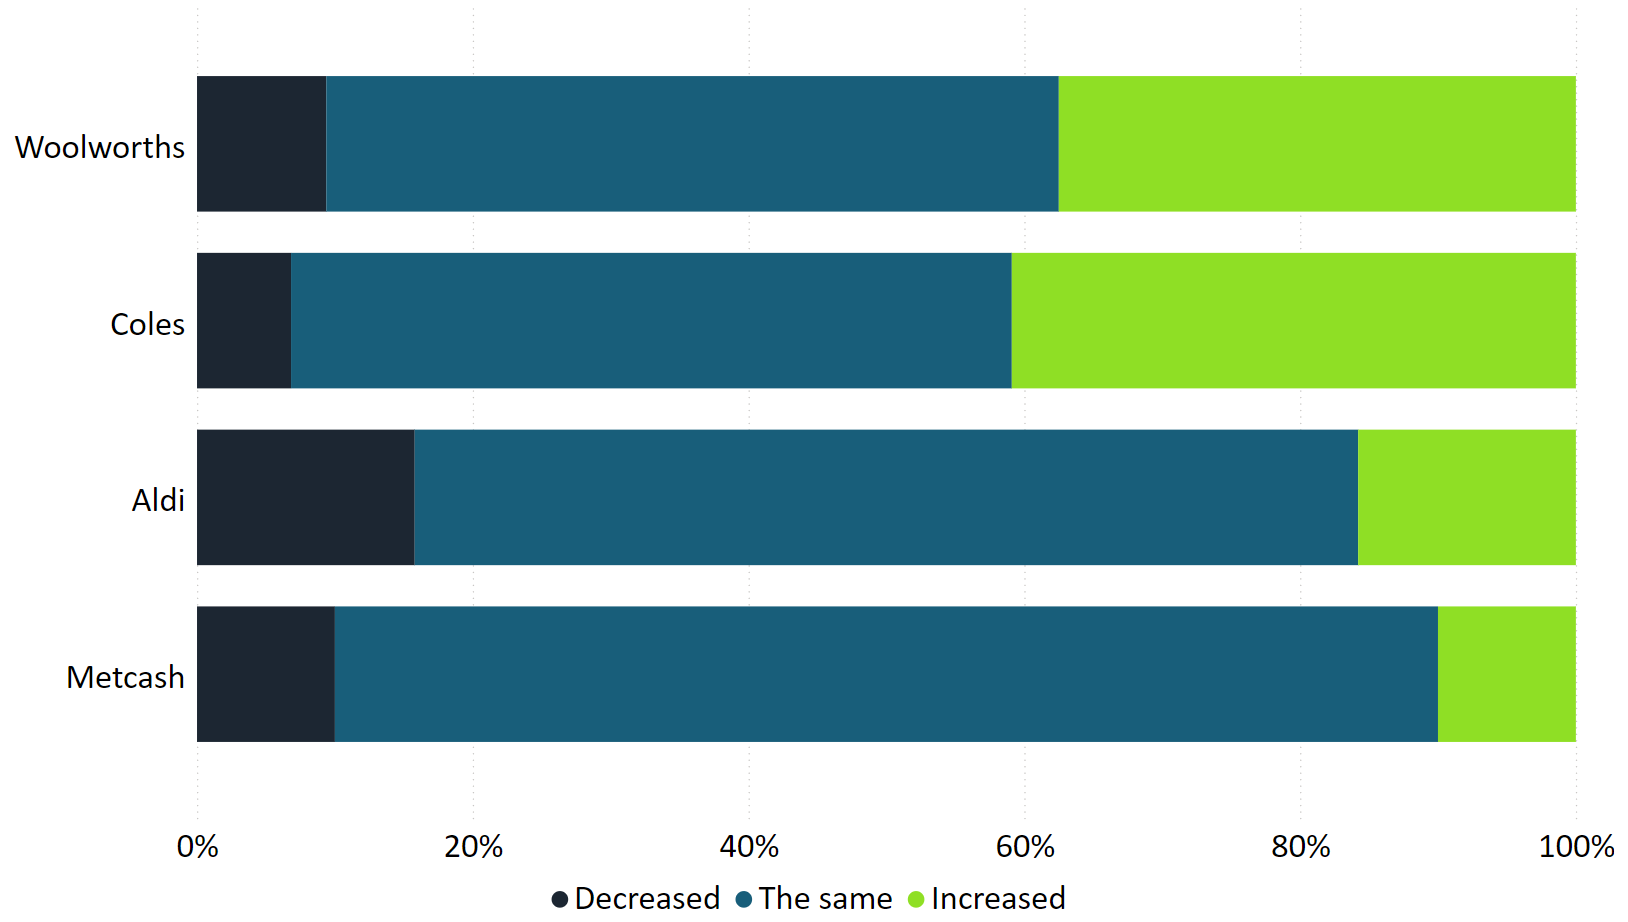 Woolworths
Coles
Aldi
Metcash
0% 20% 40% 60% 80% 100%
Decreased The same Increased